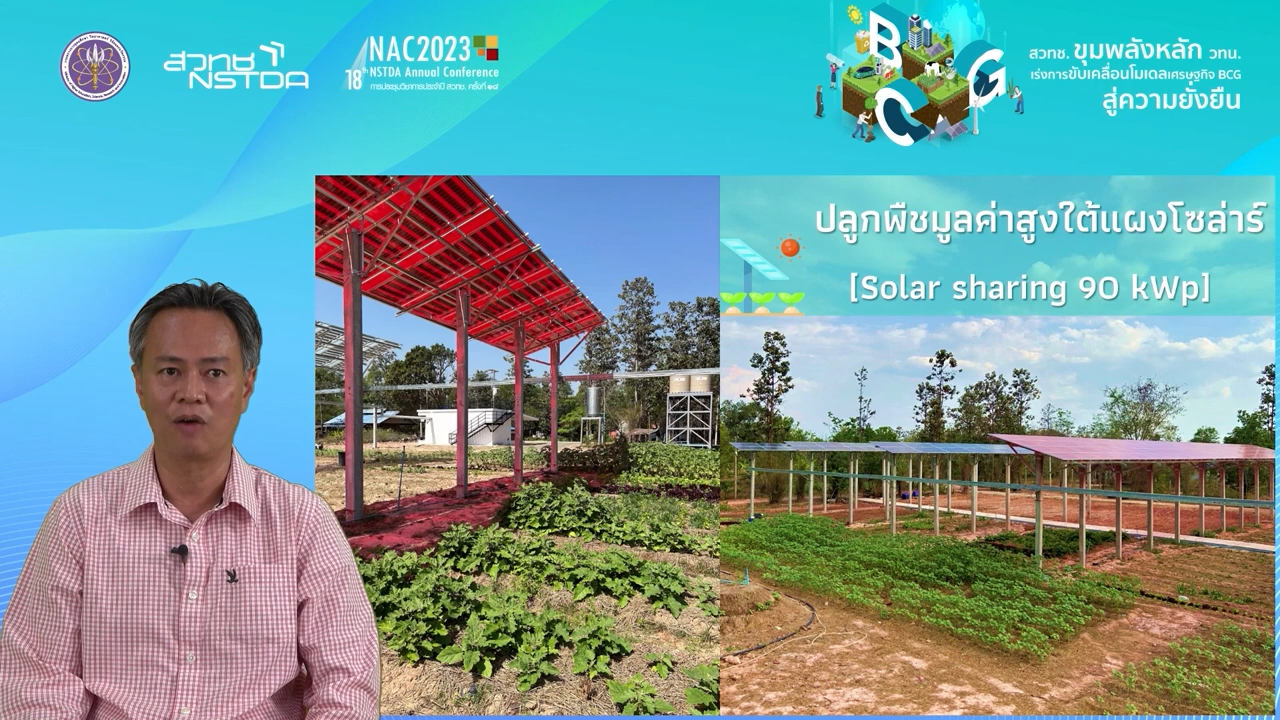 สวทช
NSTDA
18th
NAC2023
NSTDA Annual Conference
การประชุมวิชาการประจำปี สวทช. ครั้งที่ ๑๘
BCG
สวทช. ขุมพลังหลัก วทน.
เร่งการขับเคลื่อนโมเดลเศรษฐกิจ BCG
สู่ความยั่งยืน
ปลูกพืชมูลค่าสูงใต้แผงโซล่าร์
[Solar sharing 90 kWp]